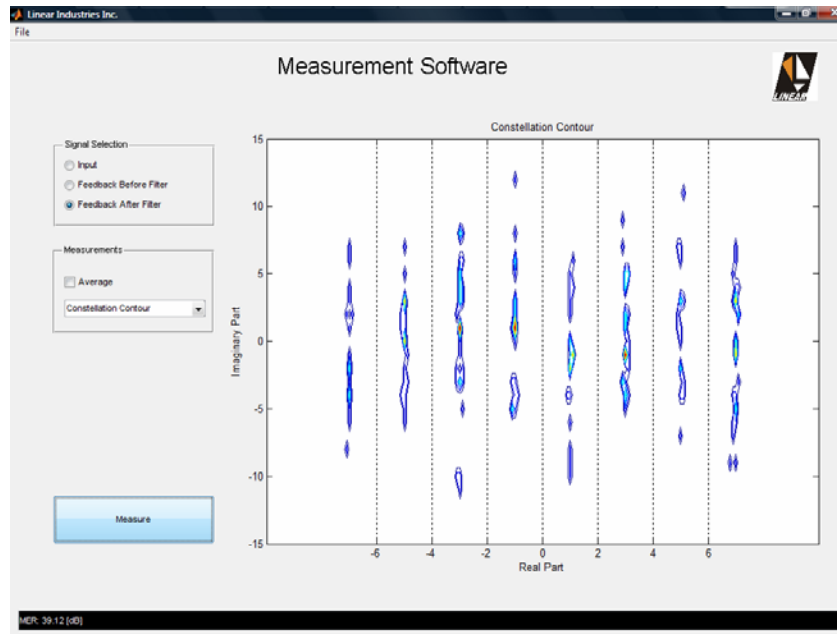 Linear Industries Inc.
File
Measurement Software
LINEAR
Signal Selection
Input
Feedback Before Filter
Feedback After Filter
Measurements
Average
Constellation Contour
Measure
Constellation Contour
15
10
5
0
-5
-10
-15
Imaginary Part
-6 -4 -2 0 2 4 6
Real Part
MER: 39.12 [dB]